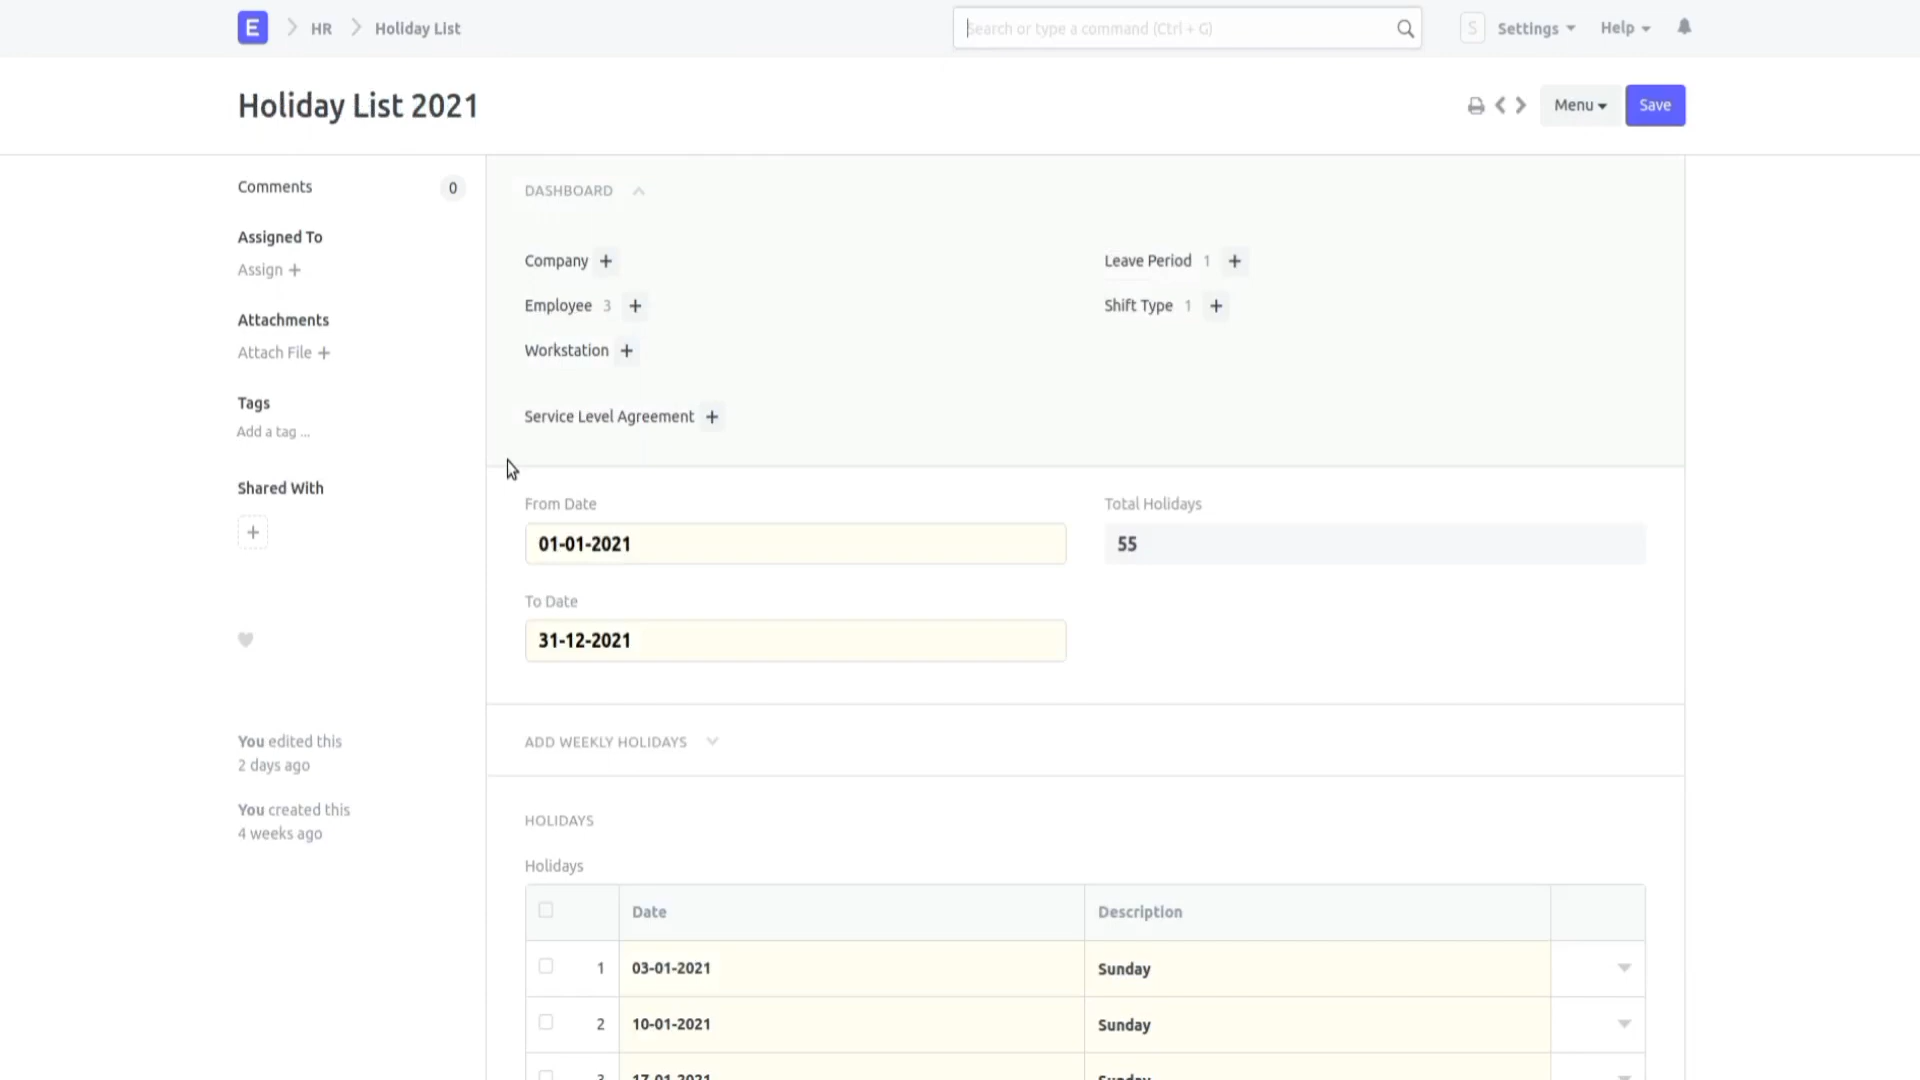 E HR Holiday List
Search or type a command (Ctrl + G)
S Settings Help
Holiday List 2021
Menu Save
Comments 0
Assigned To
Assign +
Attachments
Attach File +
Tags
Add a tag ...
Shared With
+
You edited this
2 days ago
You created this
4 weeks ago
DASHBOARD
Company +
Employee 3 +
Workstation +
Service Level Agreement +
Leave Period 1 +
Shift Type 1 +
From Date
01-01-2021
To Date
31-12-2021
Total Holidays
55
ADD WEEKLY HOLIDAYS
HOLIDAYS
Holidays
Date Description
1 03-01-2021 Sunday
2 10-01-2021 Sunday
3 17-01-2021 Sunday